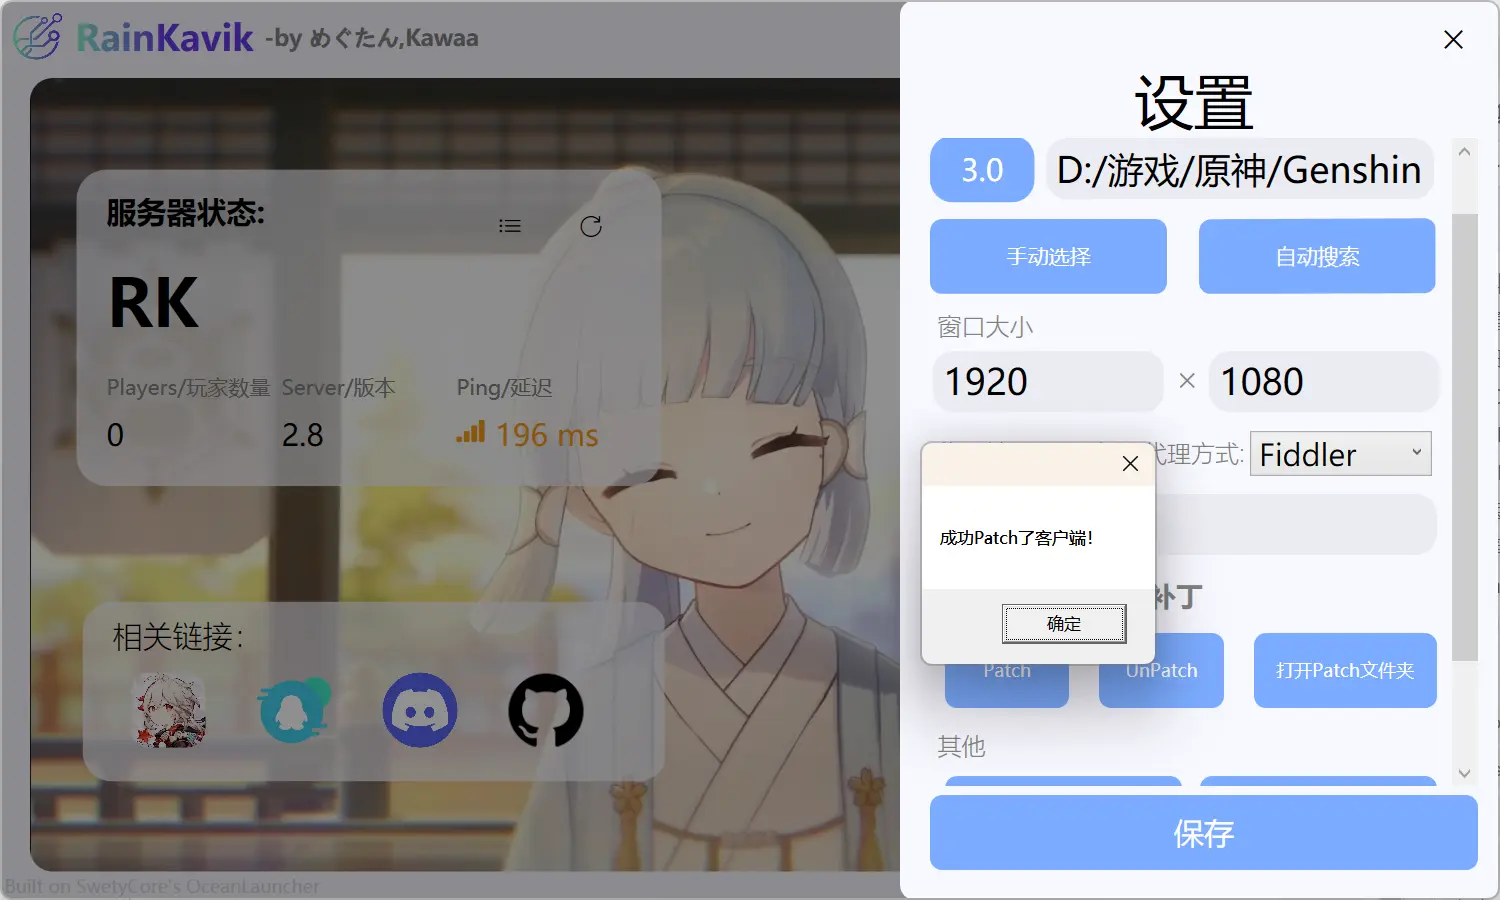 RainKavik -by めぐたん,Kawaa
服务器状态:
RK
Players/玩家数量 Server/版本 Ping/延迟
0 2.8 196 ms
相关链接：
Built on SwetyCore's OceanLauncher
设置
3.0 D:/游戏/原神/Genshin
手动选择 自动搜索
窗口大小
1920 × 1080
代理方式: Fiddler
成功Patch了客户端！
确定
补丁
Patch UnPatch 打开Patch文件夹
其他
保存